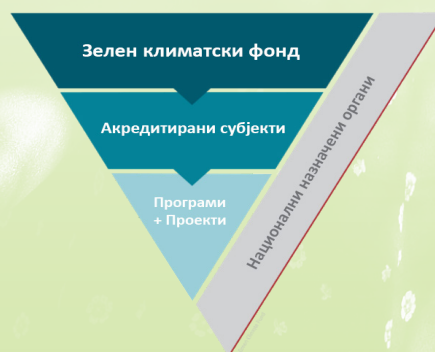 Зелен климатски фонд
Акредитирани субјекти
Програми
+ Проекти
Национални назначени органи